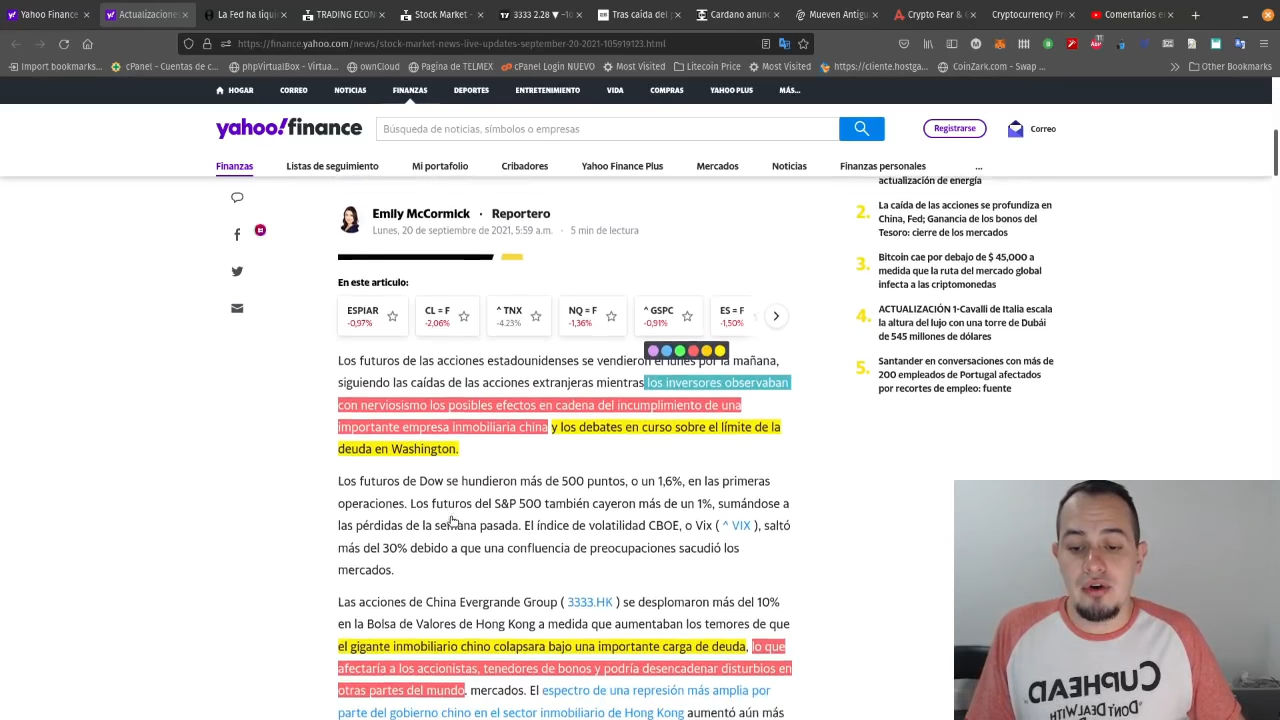 La Fed ha iniciado
Actualizaciones de
TRADING ECON
Stock Market -
3333 2.28 ▼ −10
Tras caída del p
Cardano anunc
Mueven Antigu
Crypto Fear & G
Cryptocurrency Pr
Comentarios en
https://finance.yahoo.com/news/stock-market-news-live-updates-september-20-2021-105919123.html
Import bookmarks...
cPanel - Cuentas de c...
phpVirtualBox - Virtua...
ownCloud
Pagina de TELMEX
cPanel Login NUEVO
Most Visited
Litecoin Price
Most Visited
https://cliente.hostga...
CoinZark.com - Swap ...
Other Bookmarks
HOGAR
CORREO
NOTICIAS
FINANZAS
DEPORTES
ENTRETENIMIENTO
VIDA
COMPRAS
YAHOO PLUS
MÁS...
yahoo!finance
Búsqueda de noticias, símbolos o empresas
Registrarse
Correo
Finanzas
Listas de seguimiento
Mi portafolio
Cribadores
Yahoo Finance Plus
Mercados
Noticias
Finanzas personales
...
Emily McCormick · Reportero
Lunes, 20 de septiembre de 2021, 5:59 a.m. · 5 min de lectura
En este artículo:
ESPIAR
-0,97%
CL = F
-2,06%
^ TNX
-4.23%
NQ = F
-1,36%
^ GSPC
-0,91%
ES = F
-1,50%
Los futuros de las acciones estadounidenses se vendieron el lunes por la mañana,
siguiendo las caídas de las acciones extranjeras mientras los inversores observaban
con nerviosismo los posibles efectos en cadena del incumplimiento de una
importante empresa inmobiliaria china y los debates en curso sobre el límite de la
deuda en Washington.
Los futuros de Dow se hundieron más de 500 puntos, o un 1,6%, en las primeras
operaciones. Los futuros del S&P 500 también cayeron más de un 1%, sumándose a
las pérdidas de la semana pasada. El índice de volatilidad CBOE, o Vix ( ^ VIX ), saltó
más del 30% debido a que una confluencia de preocupaciones sacudió los
mercados.
Las acciones de China Evergrande Group ( 3333.HK ) se desplomaron más del 10%
en la Bolsa de Valores de Hong Kong a medida que aumentaban los temores de que
el gigante inmobiliario chino colapsara bajo una importante carga de deuda, lo que
afectaría a los accionistas, tenedores de bonos y podría desencadenar disturbios en
otras partes del mundo. mercados. El espectro de una represión más amplia por
parte del gobierno chino en el sector inmobiliario de Hong Kong aumentó aún más
actualización de energía
2. La caída de las acciones se profundiza en
China, Fed; Ganancia de los bonos del
Tesoro: cierre de los mercados
3. Bitcoin cae por debajo de $ 45,000 a
medida que la ruta del mercado global
infecta a las criptomonedas
4. ACTUALIZACIÓN 1-Cavalli de Italia escala
la altura del lujo con una torre de Dubái
de 545 millones de dólares
5. Santander en conversaciones con más de
200 empleados de Portugal afectados
por recortes de empleo: fuente
CUPHEAD
DON'T DEAL WITH